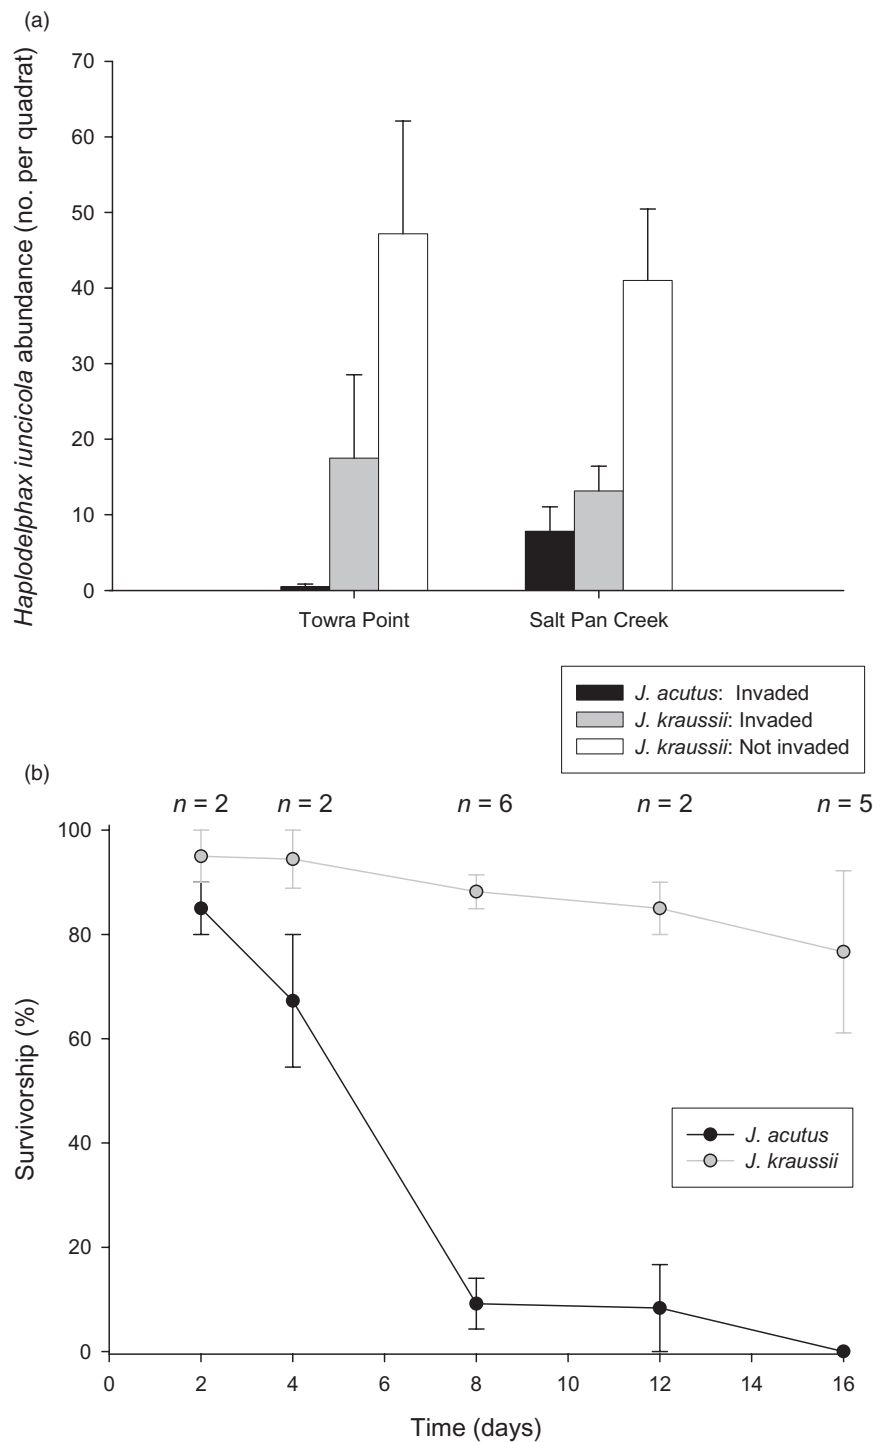 (a)
Haplodelphax iuncicola abundance (no. per quadrat)
70
60
50
40
30
20
10
0
Towra Point
Salt Pan Creek
J. acutus: Invaded
J. kraussii: Invaded
J. kraussii: Not invaded
(b)
n = 2
n = 2
n = 6
n = 2
n = 5
Survivorship (%)
100
80
60
40
20
0
J. acutus
J. kraussii
0 2 4 6 8 10 12 14 16
Time (days)